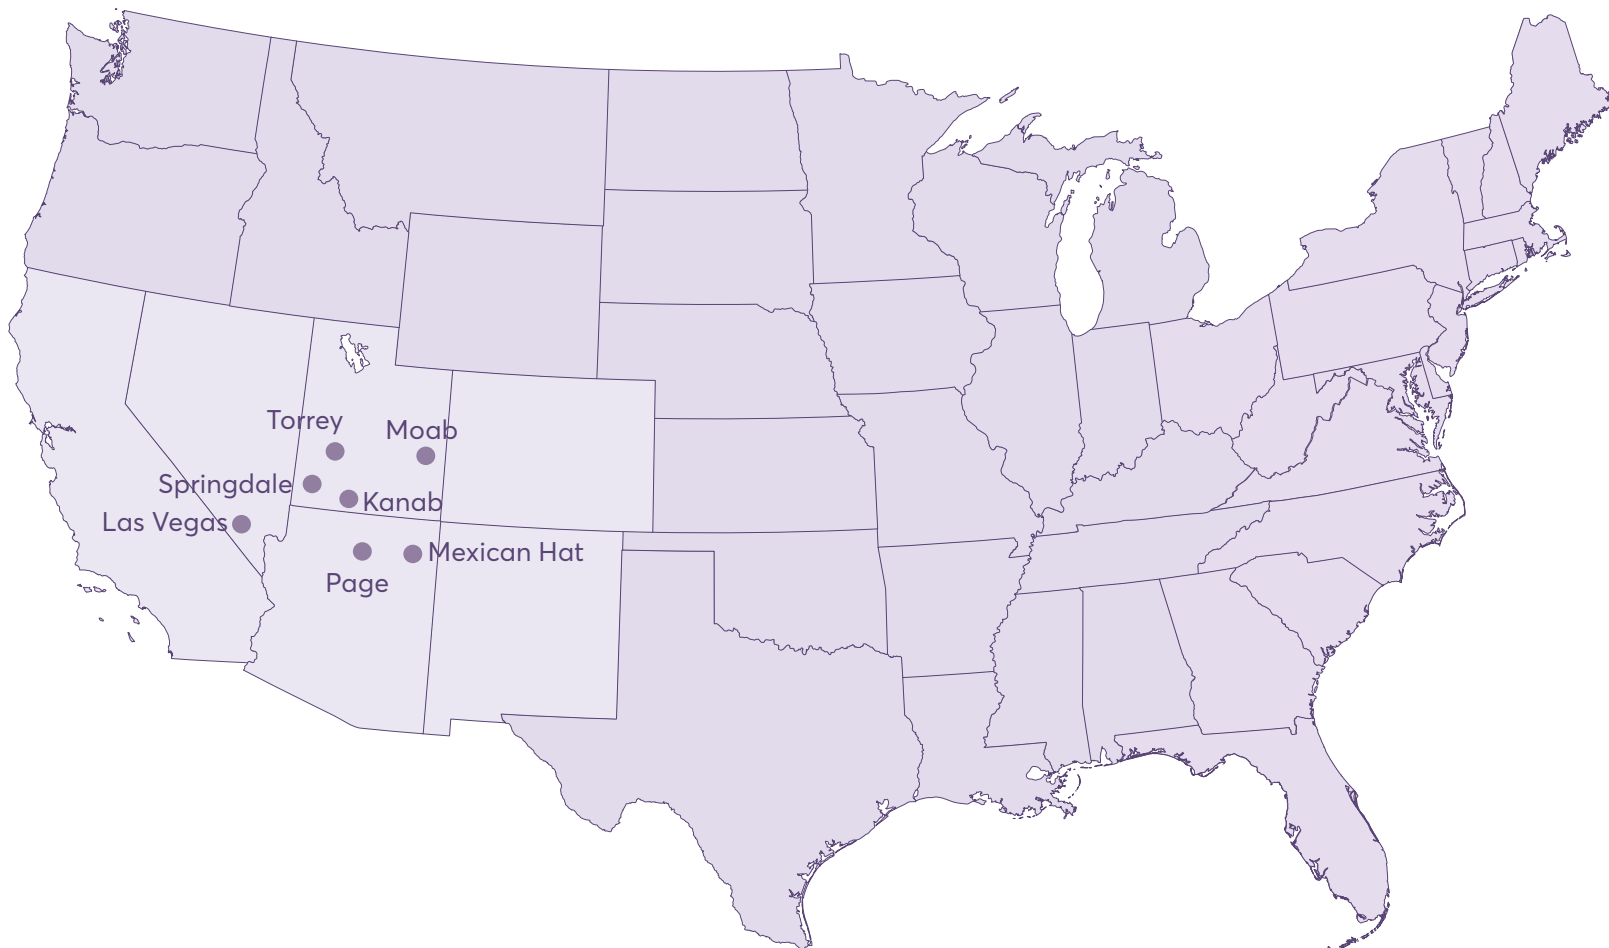 Torrey
Moab
Springdale
Kanab
Las Vegas
Mexican Hat
Page